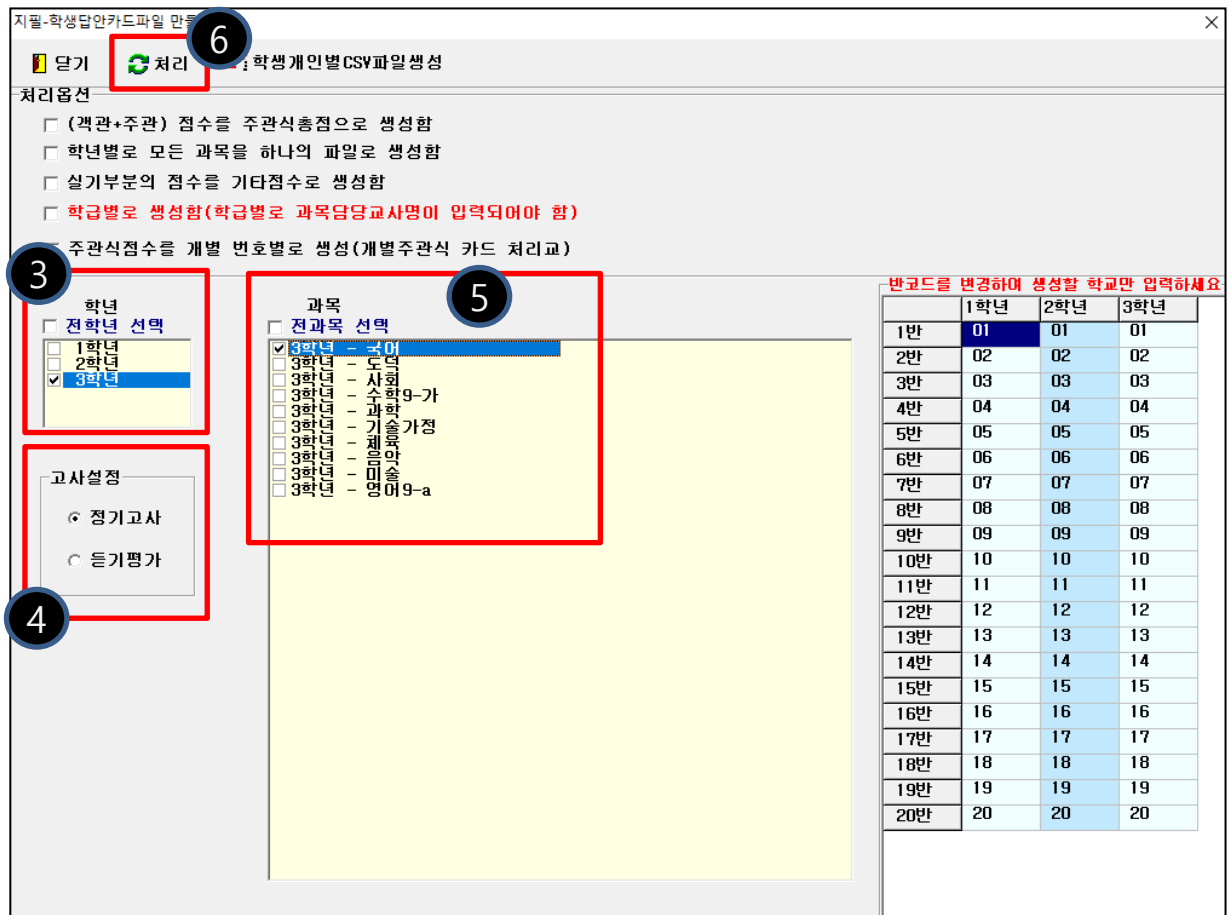 지필-학생답안카드파일 만들
6
닫기 처리 학생개인별CSV파일생성
처리옵션
(객관+주관) 점수를 주관식총점으로 생성함
학년별로 모든 과목을 하나의 파일로 생성함
실기부분의 점수를 기타점수로 생성함
학급별로 생성함(학급별로 과목담당교사명이 입력되어야 함)
주관식점수를 개별 번호별로 생성(개별주관식 카드 처리교)
3
학년
전학년 선택
1학년
2학년
3학년
4
고사설정
정기고사
듣기평가
5
과목
전과목 선택
3학년 - 국어
3학년 - 도덕
3학년 - 사회
3학년 - 수학9-가
3학년 - 과학
3학년 - 기술가정
3학년 - 체육
3학년 - 음악
3학년 - 미술
3학년 - 영어9-a
반코드를 변경하여 생성할 학교만 입력하세요
1학년 2학년 3학년
1반 01 01 01
2반 02 02 02
3반 03 03 03
4반 04 04 04
5반 05 05 05
6반 06 06 06
7반 07 07 07
8반 08 08 08
9반 09 09 09
10반 10 10 10
11반 11 11 11
12반 12 12 12
13반 13 13 13
14반 14 14 14
15반 15 15 15
16반 16 16 16
17반 17 17 17
18반 18 18 18
19반 19 19 19
20반 20 20 20